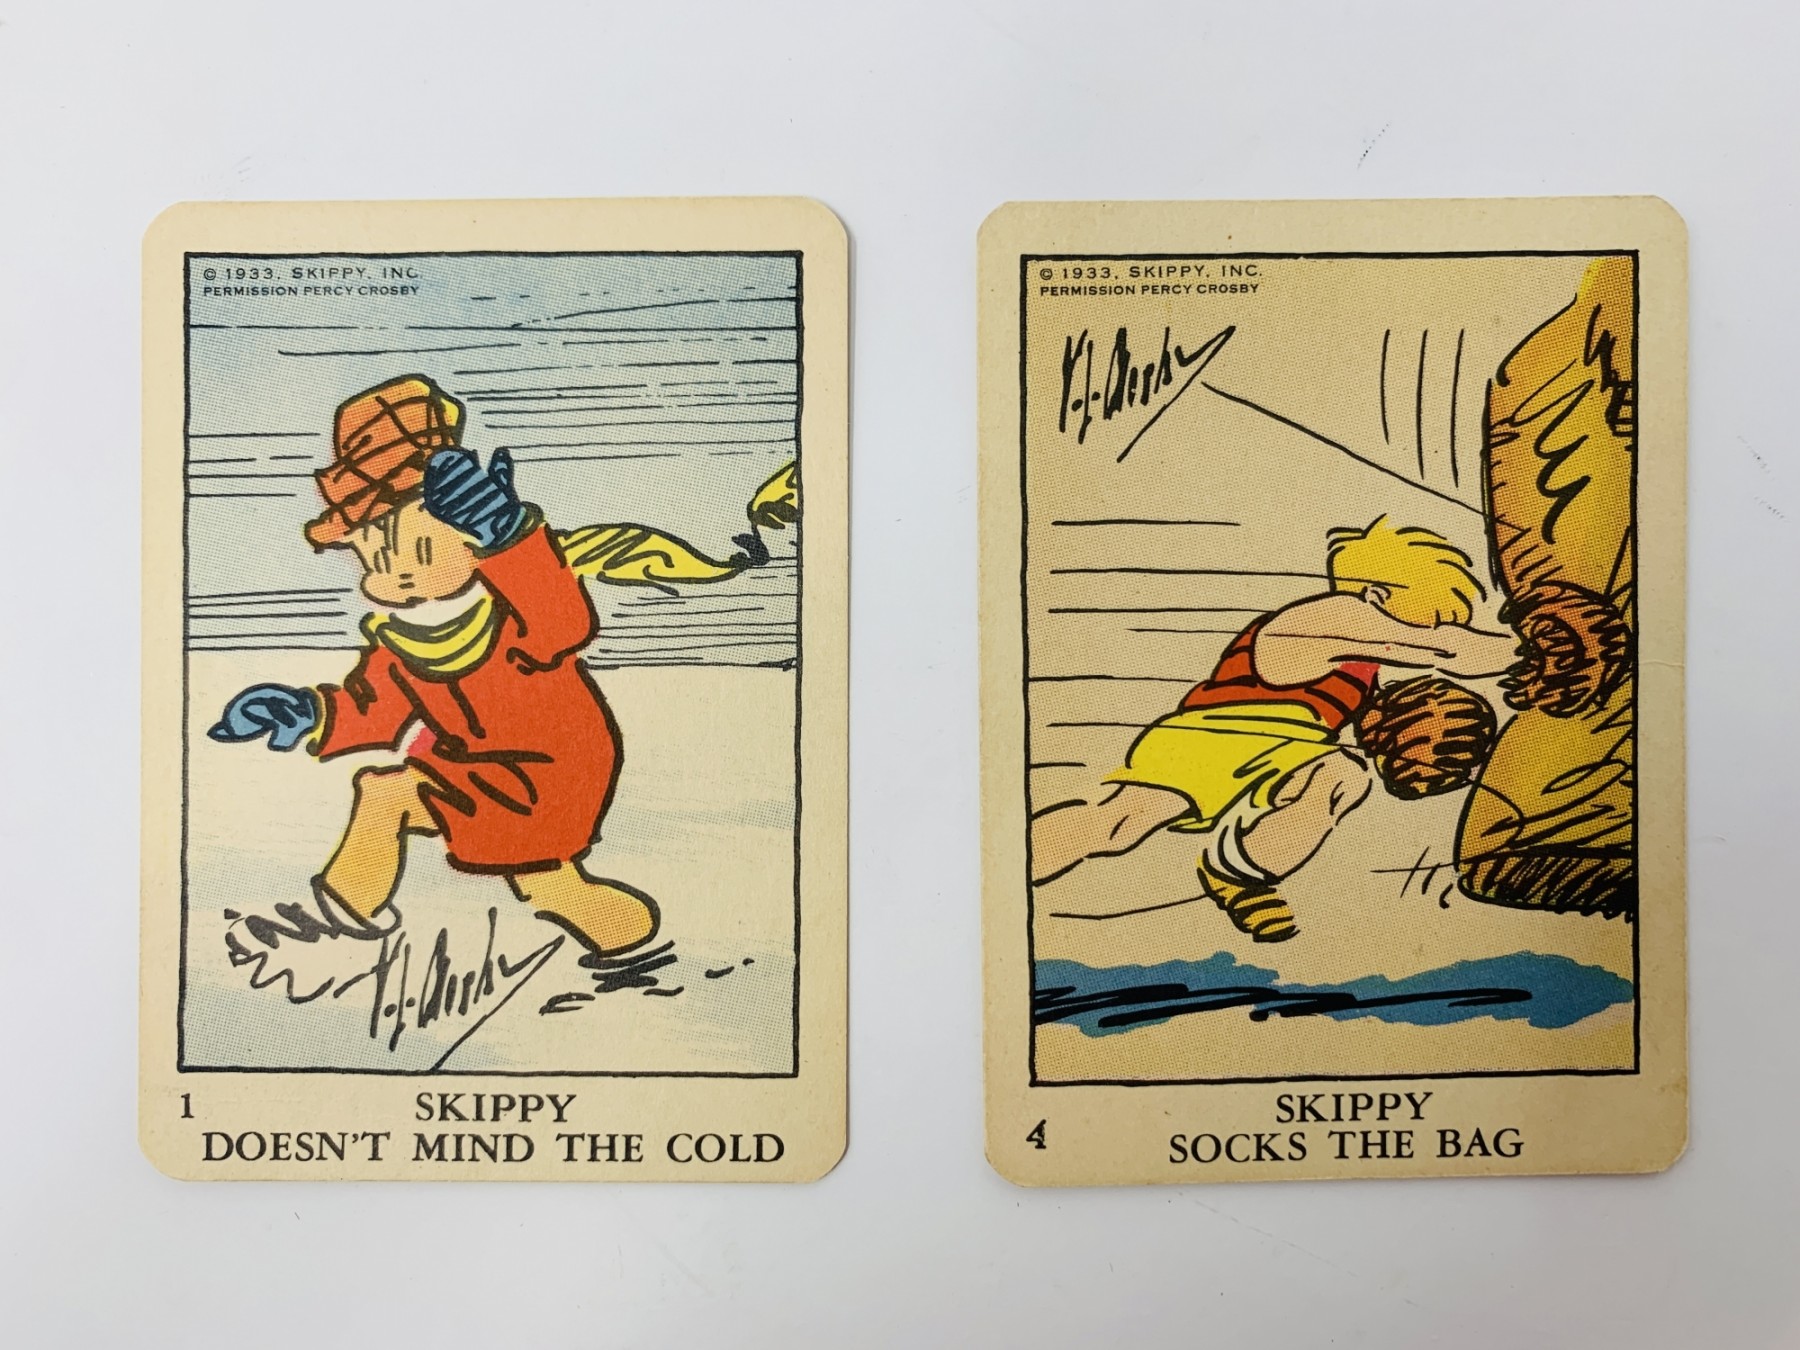 © 1933, SKIPPY, INC.
PERMISSION PERCY CROSBY
1
SKIPPY
DOESN'T MIND THE COLD
© 1933, SKIPPY, INC.
PERMISSION PERCY CROSBY
4
SKIPPY
SOCKS THE BAG